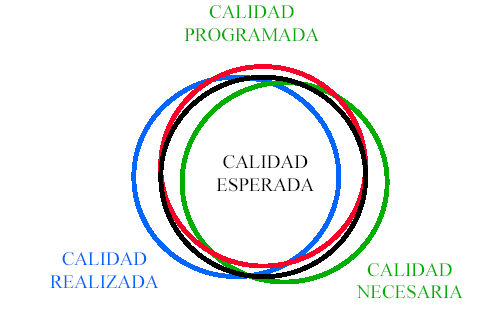 CALIDAD
PROGRAMADA
CALIDAD
ESPERADA
CALIDAD
REALIZADA
CALIDAD
NECESARIA